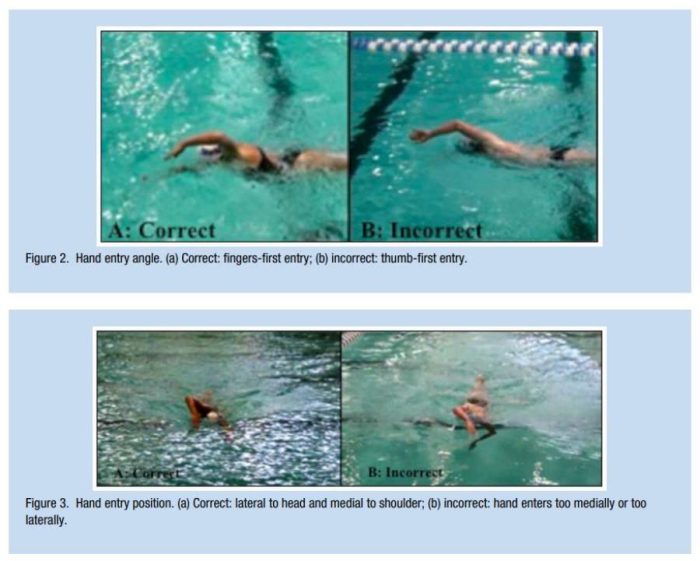 A: Correct
B: Incorrect
Figure 2. Hand entry angle. (a) Correct: fingers-first entry; (b) incorrect: thumb-first entry.
A: Correct
B: Incorrect
Figure 3. Hand entry position. (a) Correct: lateral to head and medial to shoulder; (b) incorrect: hand enters too medially or too
laterally.